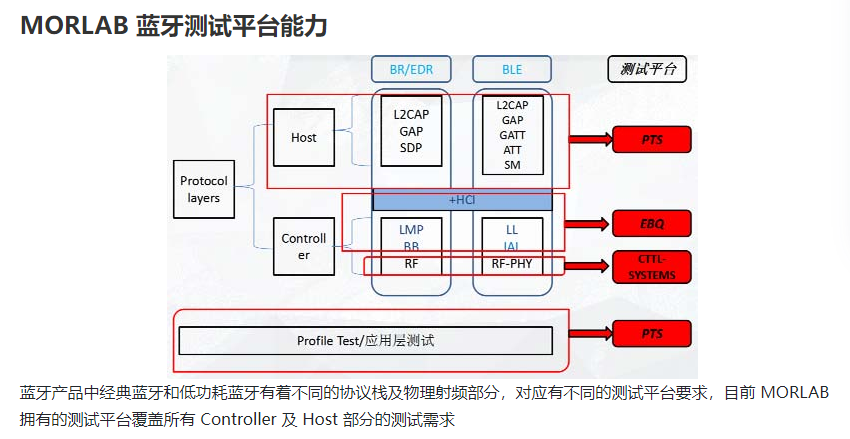 MORLAB 蓝牙测试平台能力
BR/EDR
BLE
测试平台
Protocol layers
Host
L2CAP
GAP
SDP
L2CAP
GAP
GATT
ATT
SM
PTS
+HCI
Controll
er
LMP
BB
RF
LL
IAL
RF-PHY
EBQ
CTTL-
SYSTEMS
Profile Test/应用层测试
PTS
蓝牙产品中经典蓝牙和低功耗蓝牙有着不同的协议栈及物理射频部分，对应有不同的测试平台要求，目前 MORLAB
拥有的测试平台覆盖所有 Controller 及 Host 部分的测试需求